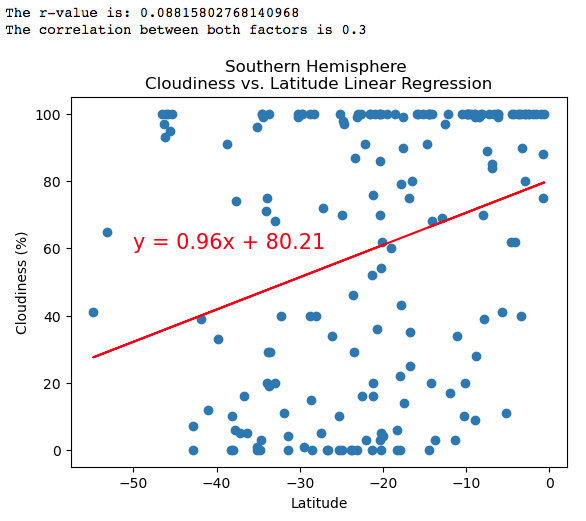 The r-value is: 0.08815802768140968
The correlation between both factors is 0.3
Southern Hemisphere
Cloudiness vs. Latitude Linear Regression
100
80
60
40
20
0
Cloudiness (%)
y = 0.96x + 80.21
−50 −40 −30 −20 −10 0
Latitude